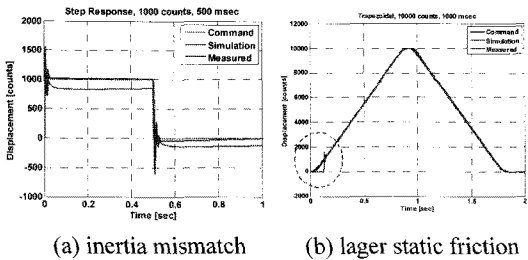 Step Response, 1000 counts, 500 msec
2000
1500
1000
500
0
-500
-1000
0
0.2
0.4
0.6
0.8
1
Displacement [counts]
Time [sec]
Command
Simulation
Measured
(a) inertia mismatch
Trapezoidal, 10000 counts, 1000 msec
12000
10000
8000
6000
4000
2000
0
-2000
0
0.5
1
1.5
2
Displacement [counts]
Time [sec]
Command
Simulation
Measured
(b) lager static friction